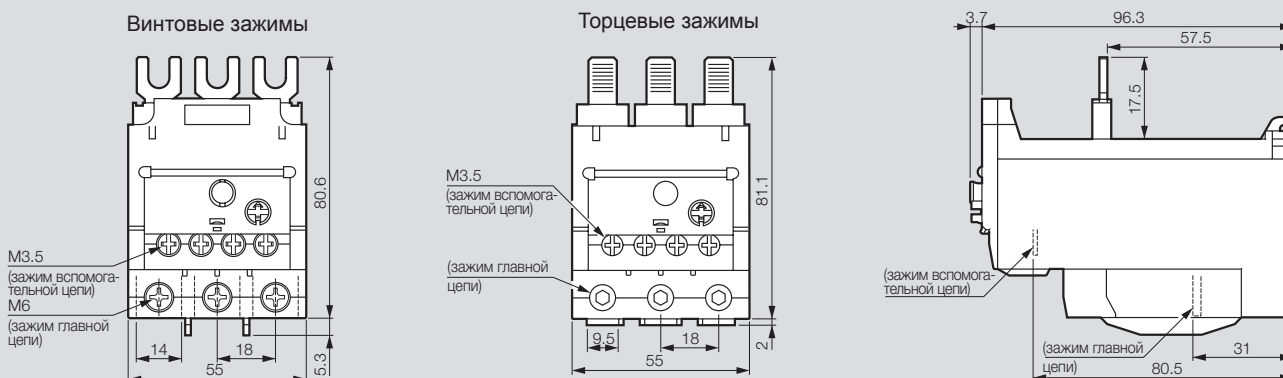 Винтовые зажимы
80.6
M3.5
(зажим вспомога-
тельной цепи)
M6
(зажим главной
цепи)
14
18
5.3
55
Торцевые зажимы
81.1
M3.5
(зажим вспомога-
тельной цепи)
(зажим главной
цепи)
9.5
18
2
55
3.7
96.3
57.5
17.5
(зажим вспомога-
тельной цепи)
(зажим главной
цепи)
31
80.5